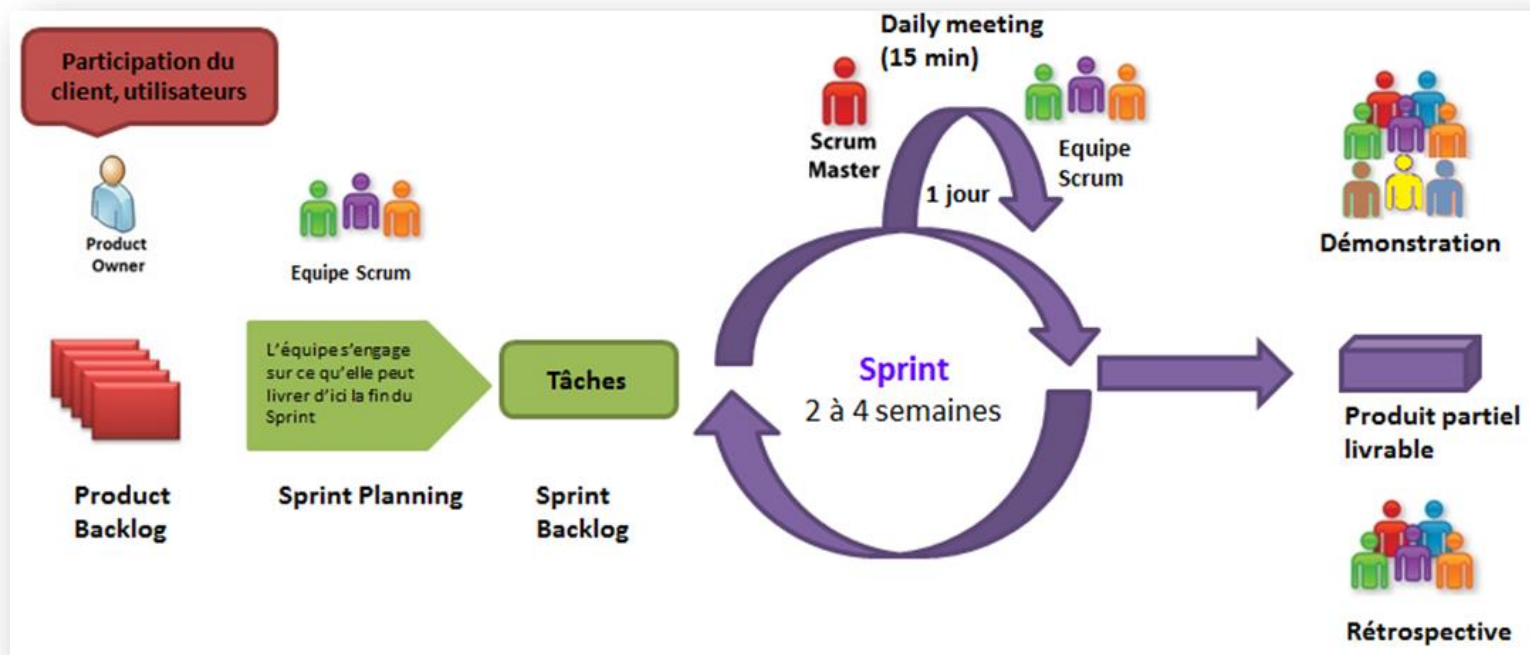 Participation du
client, utilisateurs
Product
Owner
Product
Backlog
Equipe Scrum
L'équipe s'engage
sur ce qu'elle peut
livrer d'ici la fin du
Sprint
Sprint Planning
Tâches
Sprint
Backlog
Daily meeting
(15 min)
Scrum
Master
1 jour
Equipe
Scrum
Sprint
2 à 4 semaines
Démonstration
Produit partiel
livrable
Rétrospective